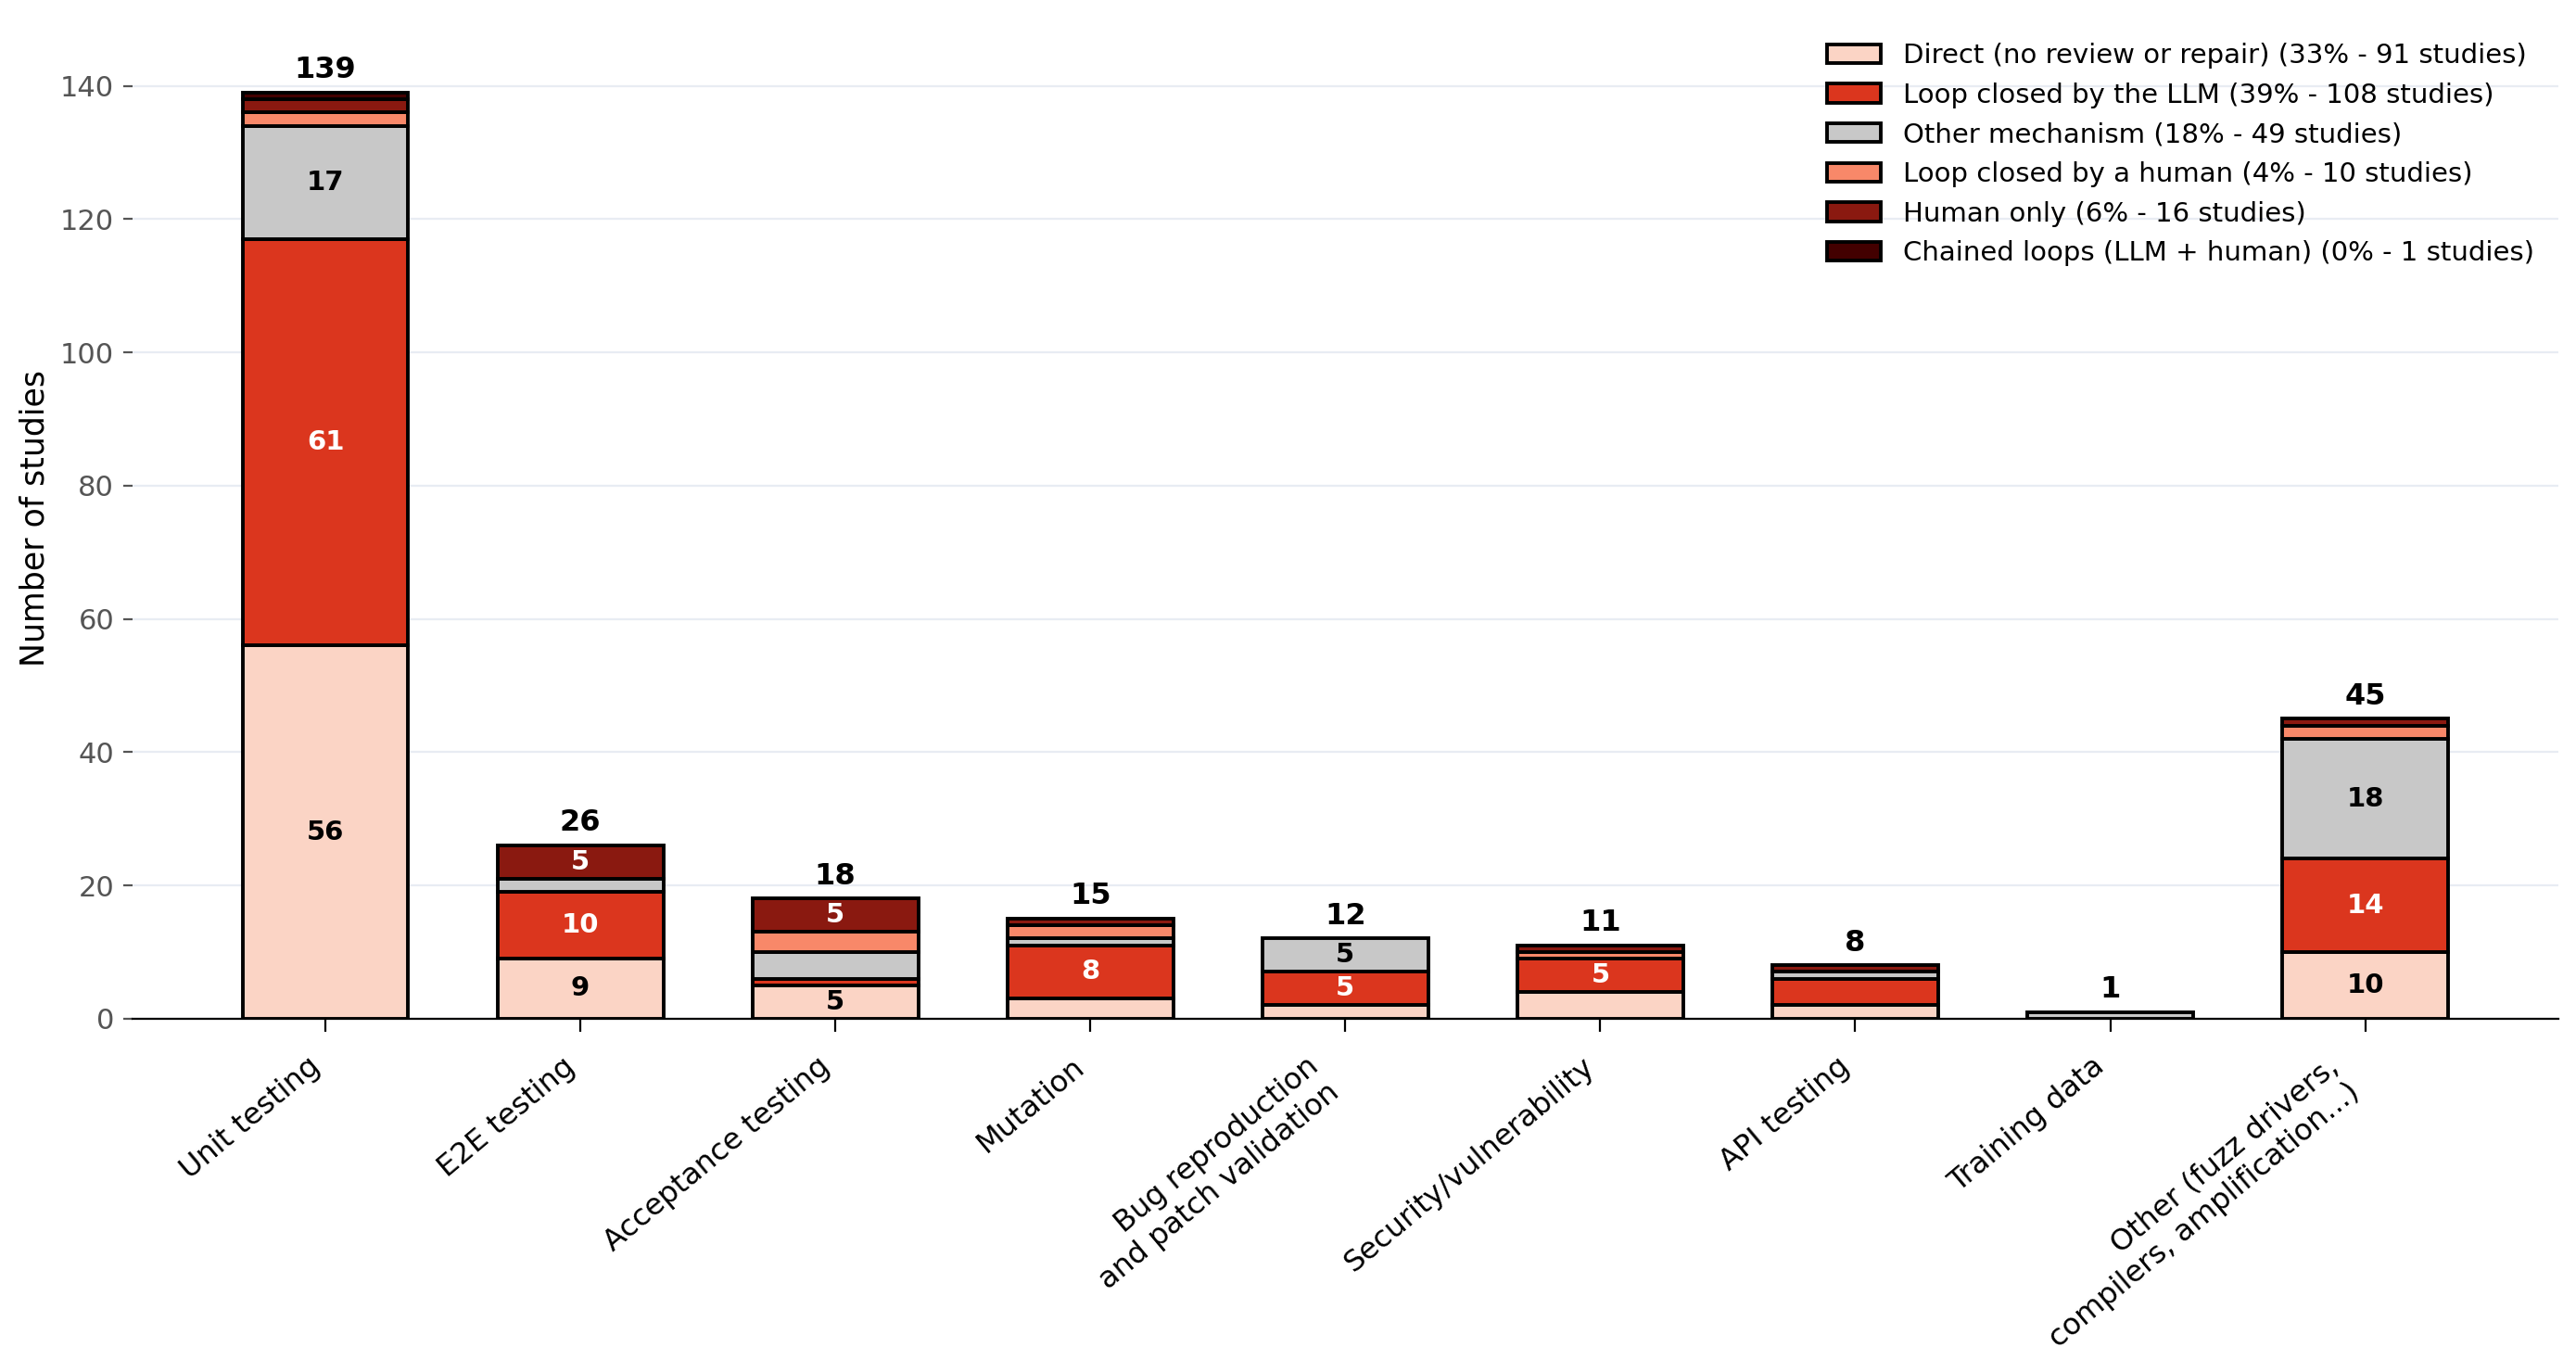 Direct (no review or repair) (33% - 91 studies)
Loop closed by the LLM (39% - 108 studies)
Other mechanism (18% - 49 studies)
Loop closed by a human (4% - 10 studies)
Human only (6% - 16 studies)
Chained loops (LLM + human) (0% - 1 studies)
Number of studies
140
120
100
80
60
40
20
0
139
17
61
56
26
5
10
9
18
5
5
15
8
12
5
5
11
5
8
1
45
18
14
10
Unit testing
E2E testing
Acceptance testing
Mutation
Bug reproduction
and patch validation
Security/vulnerability
API testing
Training data
Other (fuzz drivers,
compilers, amplification...)